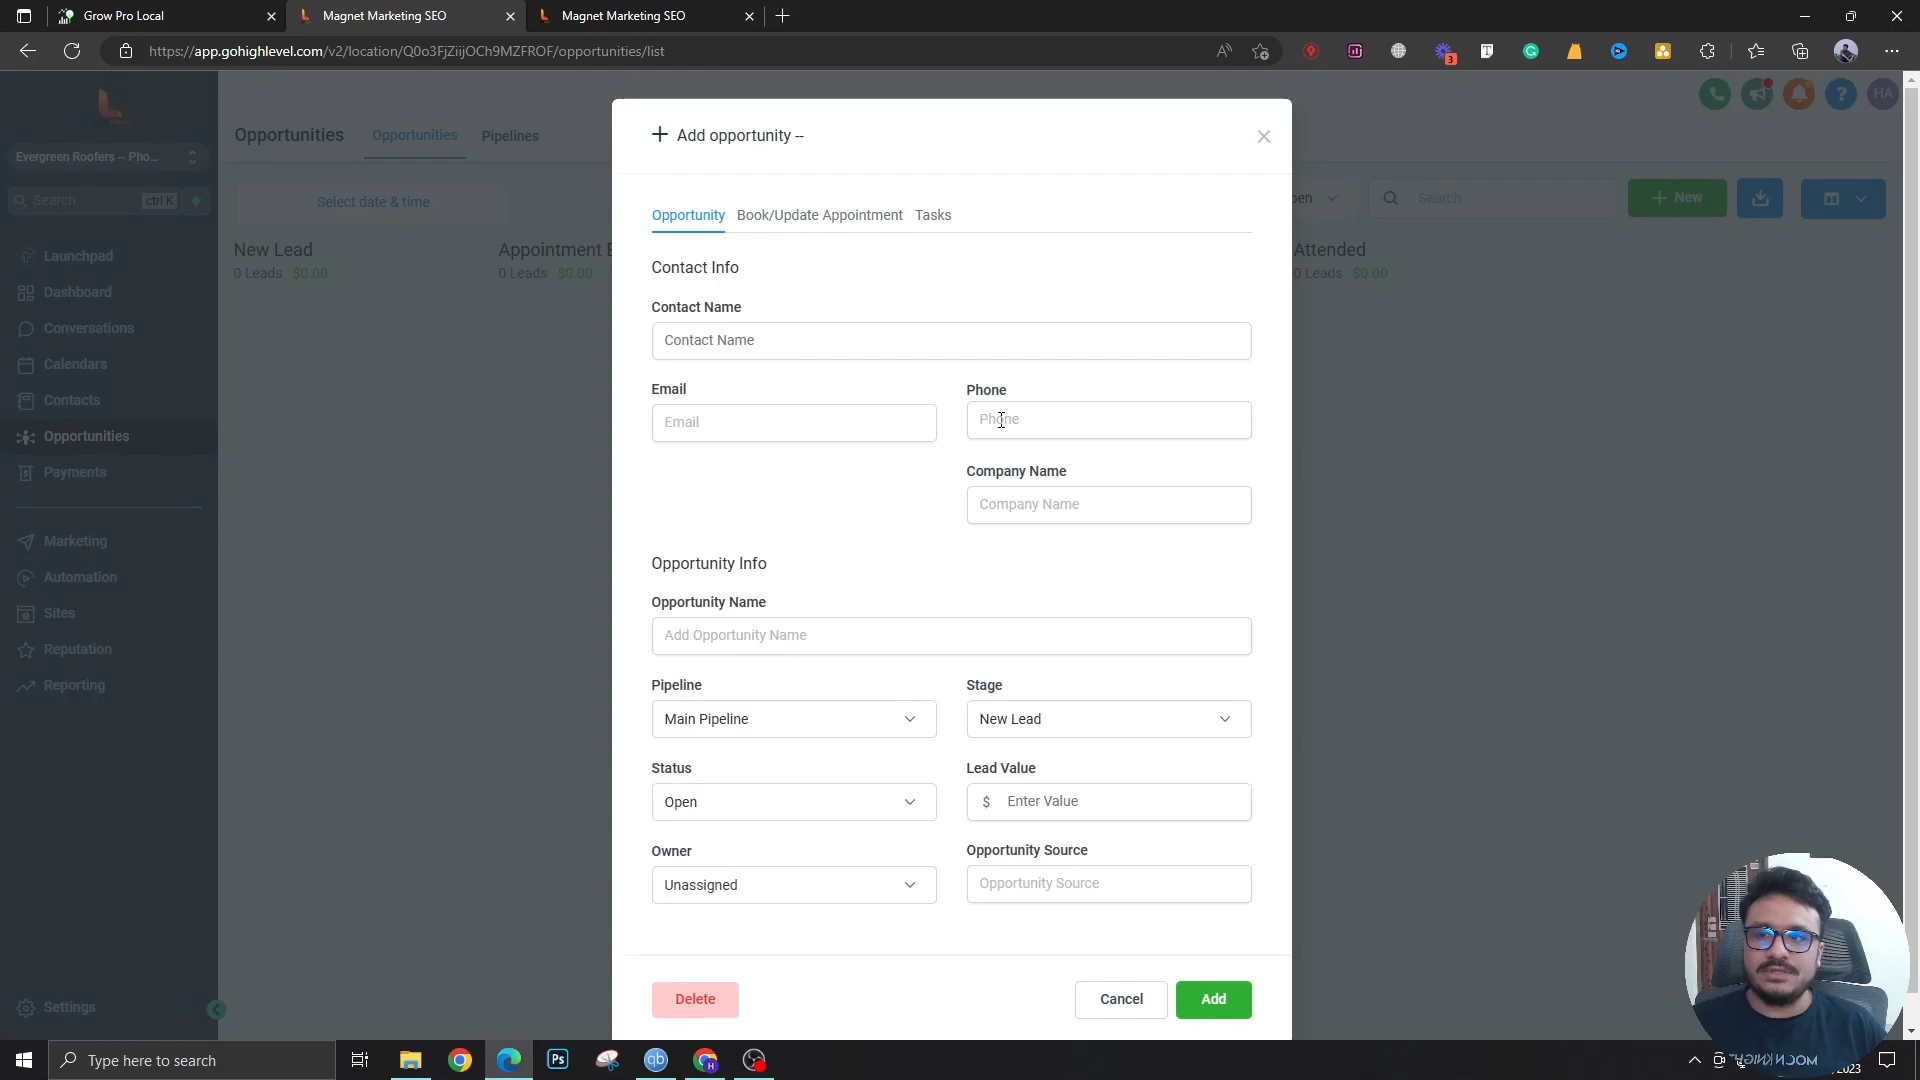 Grow Pro Local
Magnet Marketing SEO
Magnet Marketing SEO
https://app.gohighlevel.com/v2/location/Q0o3FjZiijOCh9MZFROF/opportunities/list
3
Opportunities
Opportunities
Pipelines
HA
Evergreen Roofers -- Pho...
Search
ctrl K
Select date & time
Search
+ New
New Lead
0 Leads $0.00
0 Leads $0.00
Attended
0 Leads $0.00
Launchpad
Dashboard
Conversations
Calendars
Contacts
Opportunities
Payments
Marketing
Automation
Sites
Reputation
Reporting
Settings
+ Add opportunity --
Opportunity
Book/Update Appointment
Tasks
Contact Info
Contact Name
Contact Name
Email
Phone
Email
Phone
Company Name
Company Name
Opportunity Info
Opportunity Name
Add Opportunity Name
Pipeline
Stage
Main Pipeline
New Lead
Status
Lead Value
Open
$ Enter Value
Owner
Opportunity Source
Unassigned
Opportunity Source
Delete
Cancel
Add
Type here to search
Ps
qb